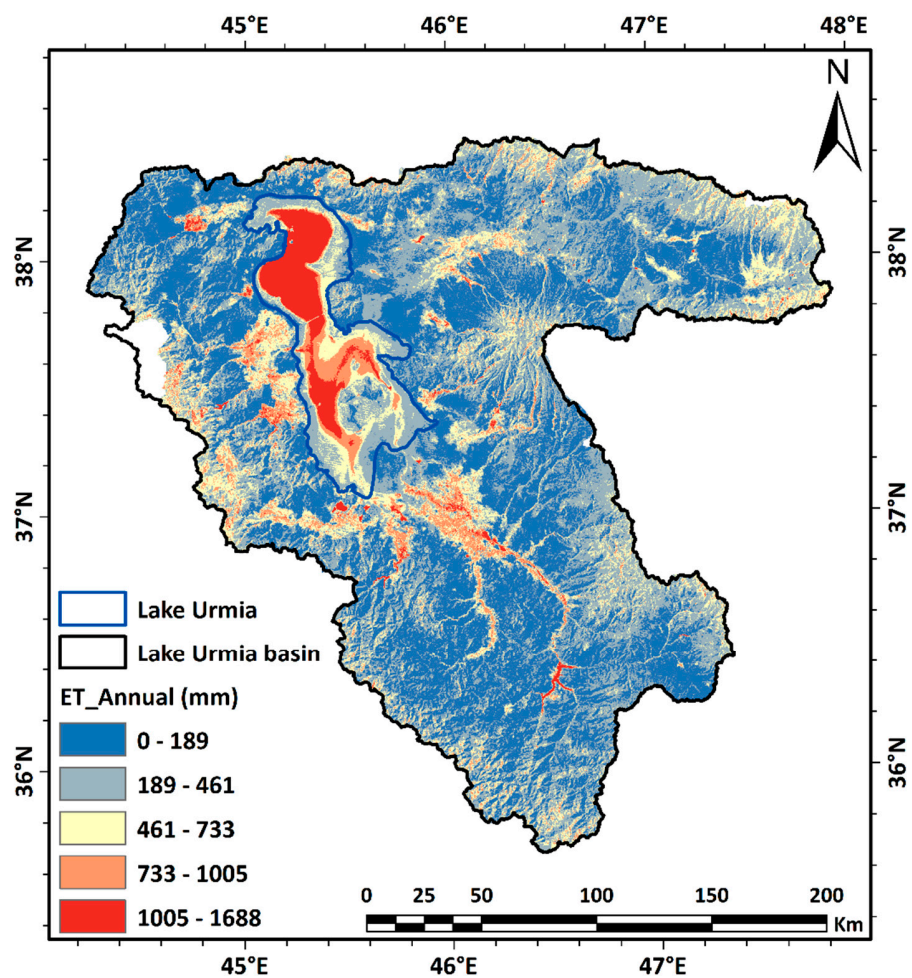 45°E 46°E 47°E 48°E
N
38°N 38°N
37°N 37°N
Lake Urmia
Lake Urmia basin
ET_Annual (mm)
0 - 189
189 - 461
461 - 733
733 - 1005
1005 - 1688
36°N 36°N
0 25 50 100 150 200
Km
45°E 46°E 47°E